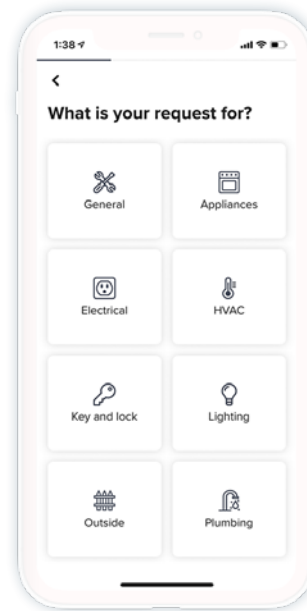 1:38
What is your request for?
General
Appliances
Electrical
HVAC
Key and lock
Lighting
Outside
Plumbing